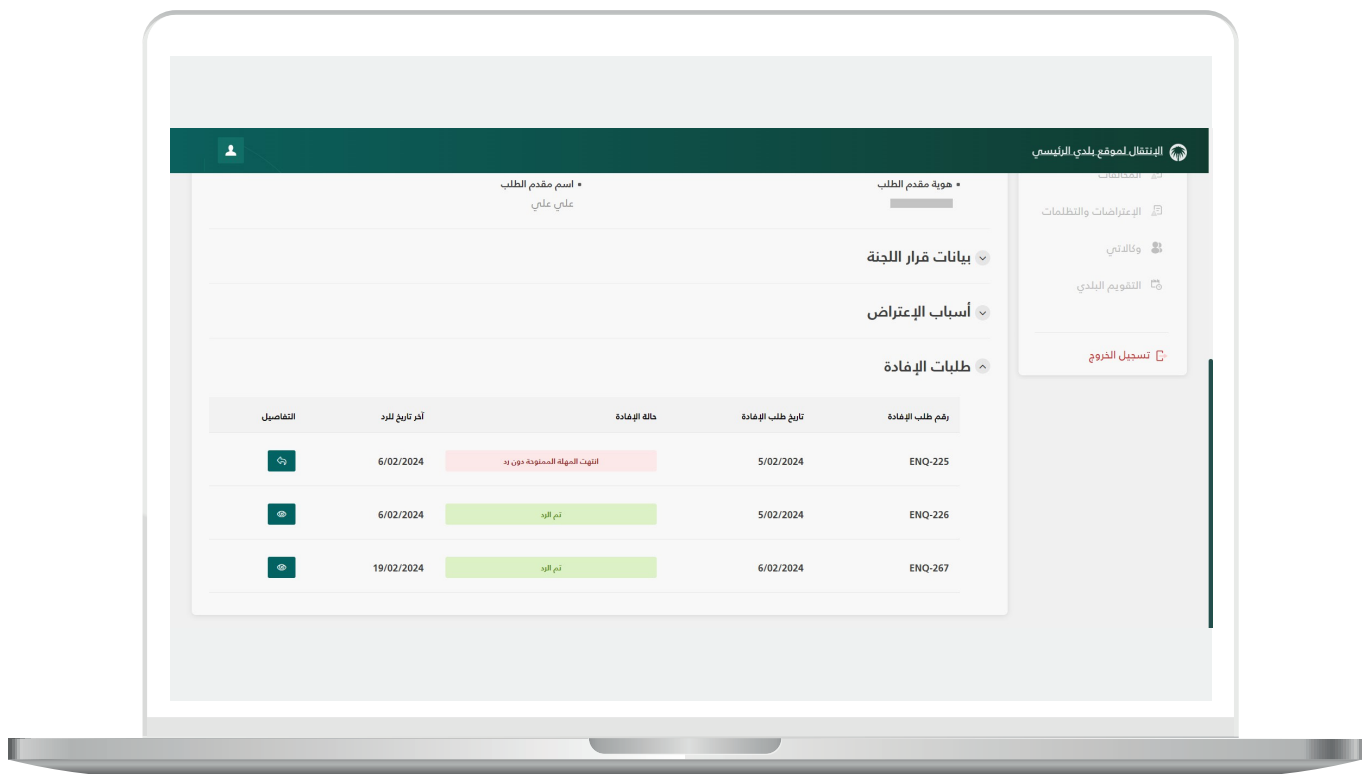 الإنتقال لموقع بلدي الرئيسي
المخالفات
الإعتراضات والتظلمات
وكالاتي
التقويم البلدي
تسجيل الخروج
• هوية مقدم الطلب
• اسم مقدم الطلب
علي علي
بيانات قرار اللجنة
أسباب الإعتراض
طلبات الإفادة
رقم طلب الإفادة تاريخ طلب الإفادة حالة الإفادة آخر تاريخ للرد التفاصيل
ENQ-225 5/02/2024 انتهت المهلة الممنوحة دون رد 6/02/2024
ENQ-226 5/02/2024 تم الرد 6/02/2024
ENQ-267 6/02/2024 تم الرد 19/02/2024